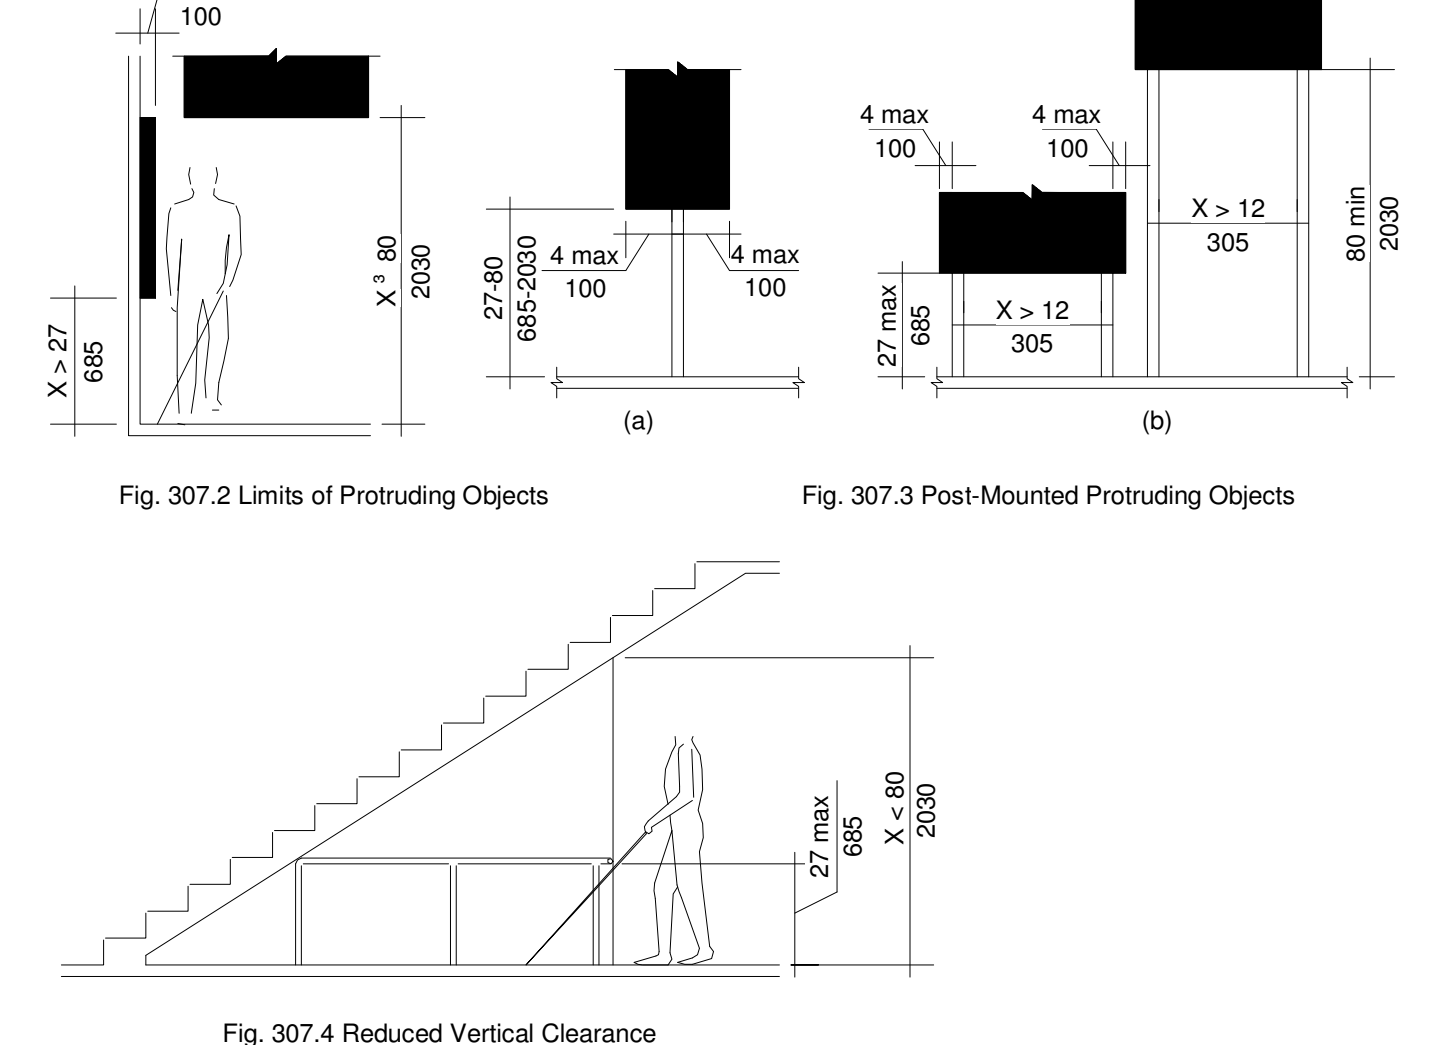 100
X > 27
685
X ³ 80
2030
27-80
685-2030
4 max
100
4 max
100
(a)
4 max
100
4 max
100
27 max
685
X > 12
305
X > 12
305
80 min
2030
(b)
Fig. 307.2 Limits of Protruding Objects
Fig. 307.3 Post-Mounted Protruding Objects
27 max
685
X < 80
2030
Fig. 307.4 Reduced Vertical Clearance